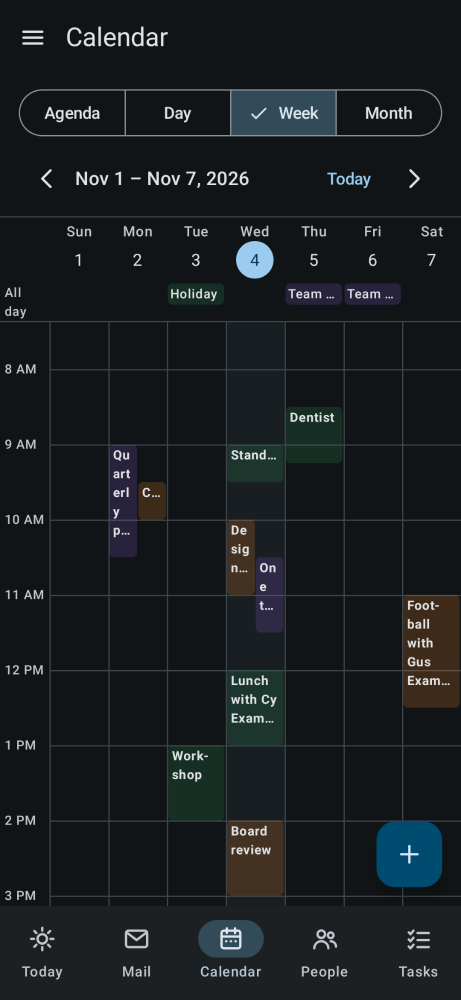 Calendar
Agenda
Day
Week
Month
Nov 1 – Nov 7, 2026
Today
Sun
Mon
Tue
Wed
Thu
Fri
Sat
1
2
3
4
5
6
7
All
day
Holiday
Team ...
Team ...
8 AM
9 AM
10 AM
11 AM
12 PM
1 PM
2 PM
3 PM
Qu
art
erl
y
p...
C...
Work-
shop
Stand...
De
sig
n...
On
e
t...
Lunch
with Cy
Exam...
Board
review
Dentist
Foot-
ball
with
Gus
Exam...
Today
Mail
Calendar
People
Tasks